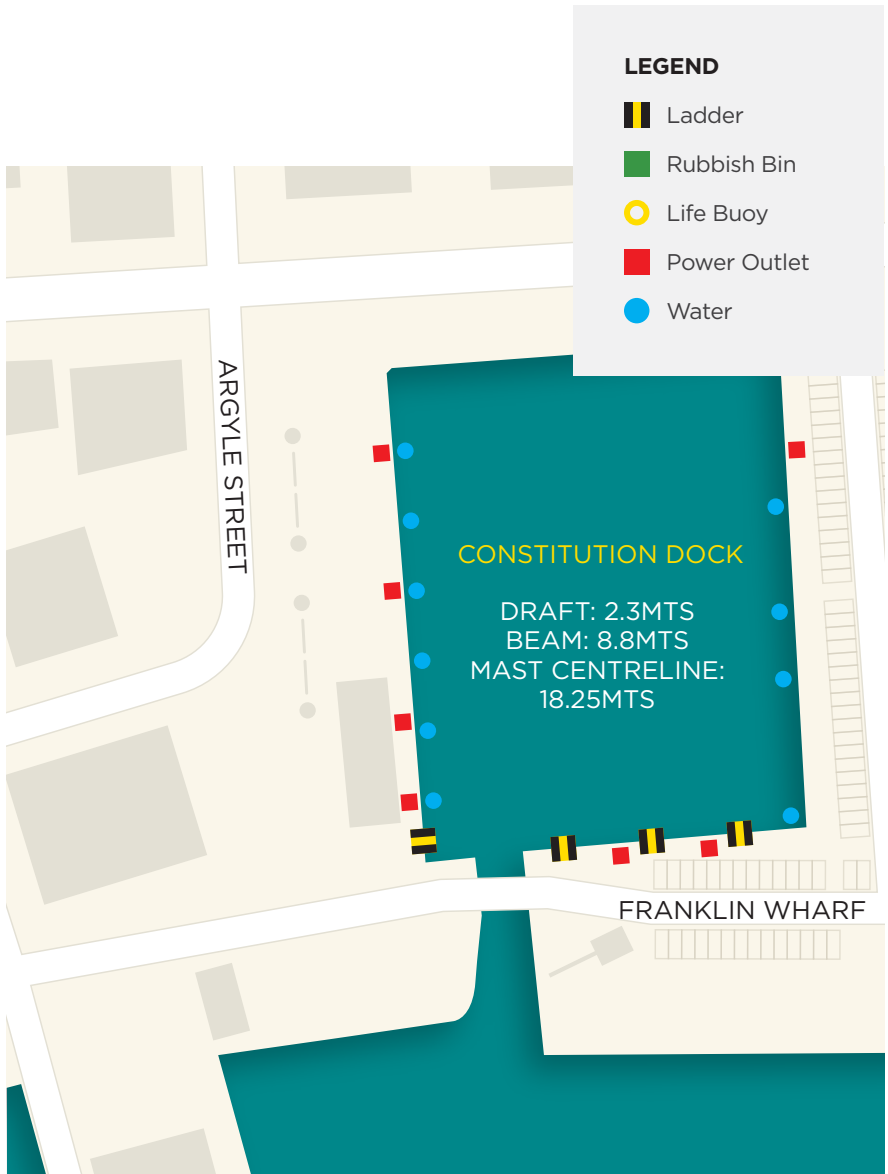 LEGEND
Ladder
Rubbish Bin
Life Buoy
Power Outlet
Water
ARGYLE STREET
CONSTITUTION DOCK
DRAFT: 2.3MTS
BEAM: 8.8MTS
MAST CENTRELINE:
18.25MTS
FRANKLIN WHARF